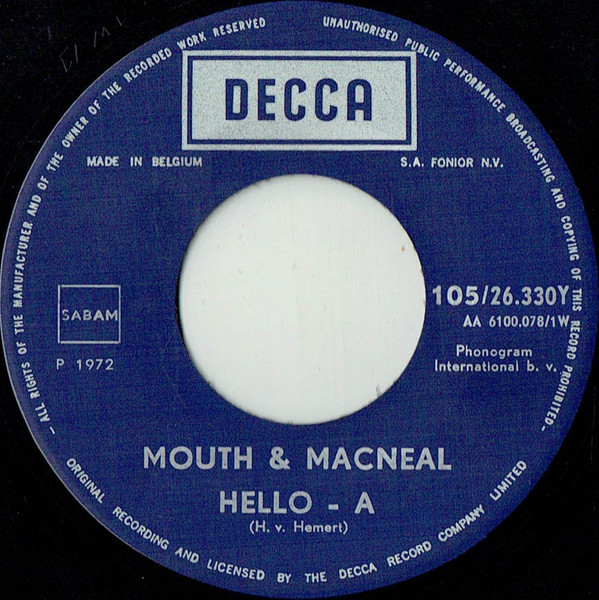 - ALL RIGHTS OF THE MANUFACTURER AND OF THE OWNER OF THE RECORDED WORK RESERVED
UNAUTHORISED PUBLIC PERFORMANCE BROADCASTING AND COPYING OF THIS RECORD PROHIBITED-
DECCA
MADE IN BELGIUM
S.A. FONIOR N.V.
105/26.330Y
AA 6100.078/1W
SABAM
P 1972
Phonogram
International b. v.
MOUTH & MACNEAL
HELLO - A
(H. v. Hemert)
ORIGINAL RECORDING AND LICENSED BY THE DECCA RECORD COMPANY LIMITED